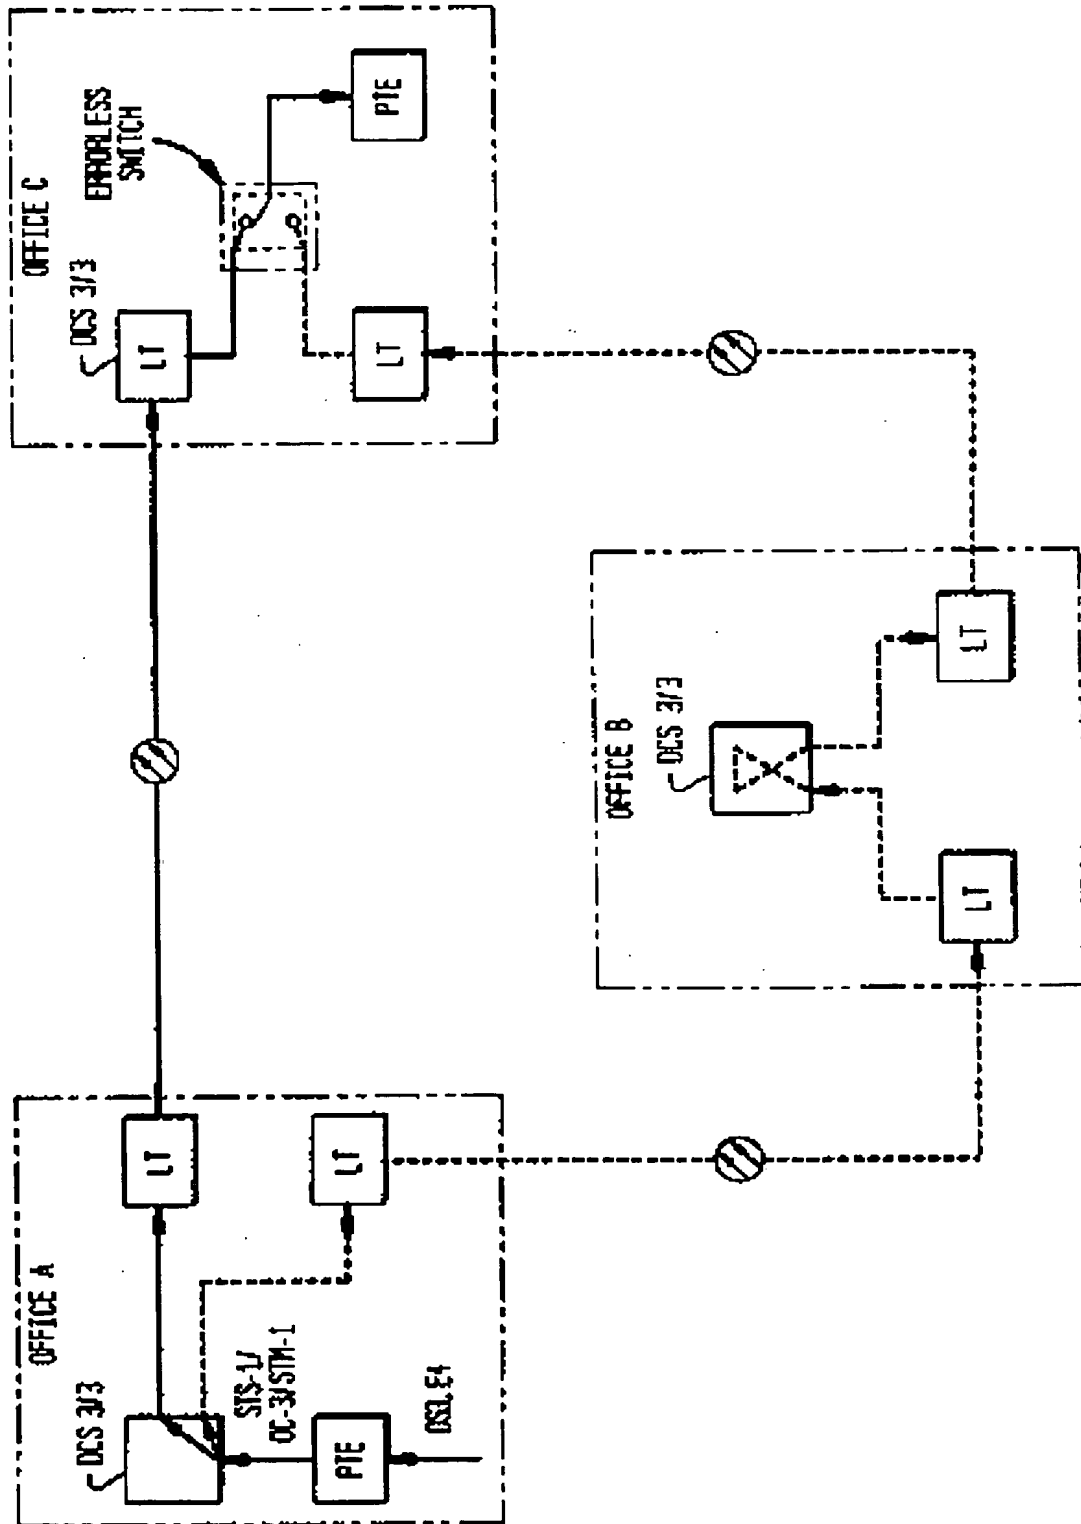 OFFICE A
DCS 3/3
LT
LT
STS-1/
OC-3/STM-1
PTE
DS3, E4
OFFICE B
DCS 3/3
LT
LT
OFFICE C
DCS 3/3
LT
LT
ERRORLESS
SWITCH
PTE